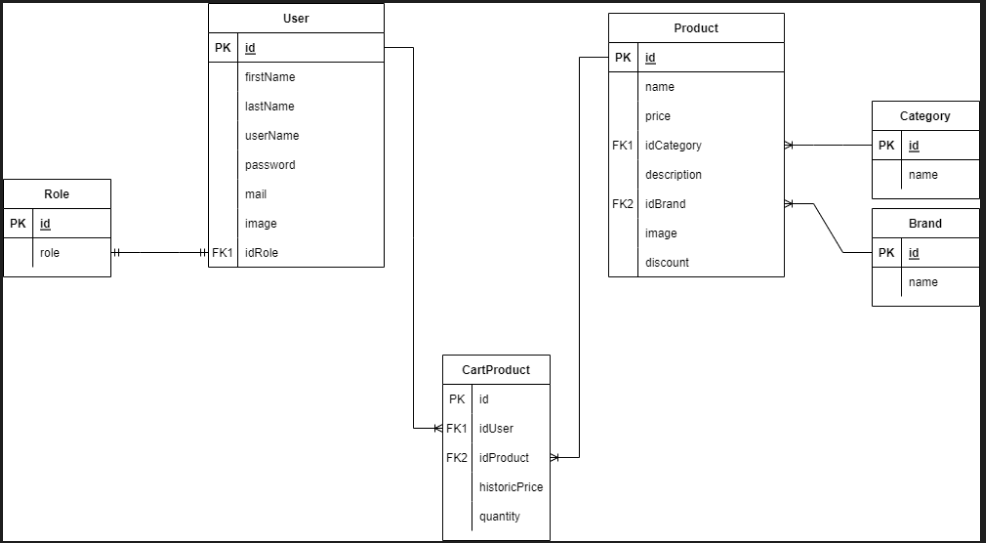 User
PK id
firstName
lastName
userName
password
mail
image
FK1 idRole
Role
PK id
role
Product
PK id
name
price
FK1 idCategory
description
FK2 idBrand
image
discount
Category
PK id
name
Brand
PK id
name
CartProduct
PK id
FK1 idUser
FK2 idProduct
historicPrice
quantity